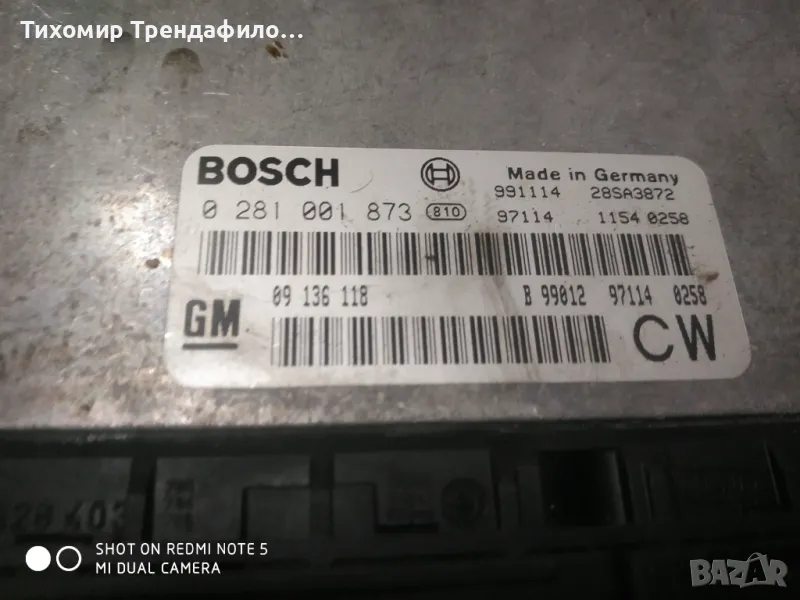 Тихомир Трендафило...
BOSCH
Made in Germany
991114 28SA3872
0 281 001 873 810
97114 1154 0258
09 136 118
B 99012 97114 0258
GM
CW
SHOT ON REDMI NOTE 5
MI DUAL CAMERA
BAZAR